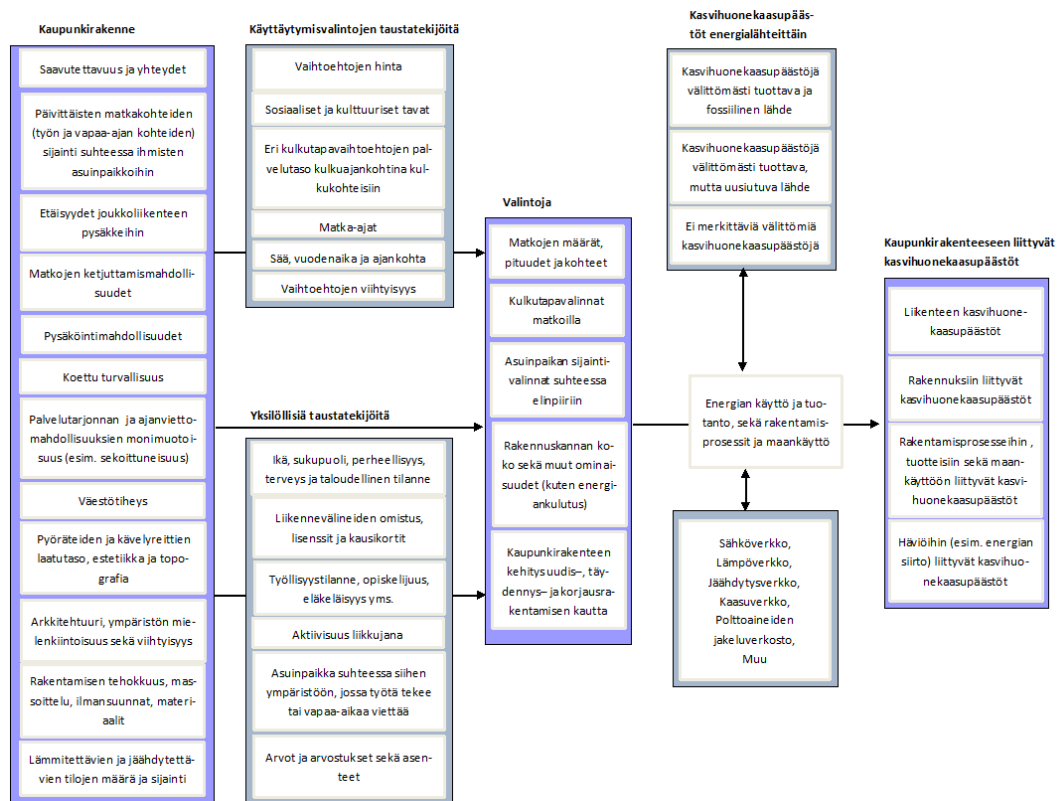 Kaupunkirakenne
Saavutettavuus ja yhteydet
Päivittäisten matkakohteiden
(työn ja vapaa-ajan kohteiden)
sijainti suhteessa ihmisten
asuinpaikkoihin
Etäisyydet joukkoliikenteen
pysäkkeihin
Matkojen ketjuttamismahdolli-
suudet
Pysäköintimahdollisuudet
Koettu turvallisuus
Palvelutarjonnan ja ajanvietto-
mahdollisuuksien monimuotoi-
suus (esim. sekoittuneisuus)
Väestötiheys
Pyöräteiden ja kävelyreittien
laatutaso, estetiikka ja topo-
grafia
Arkkitehtuuri, ympäristön mie-
lenkiintoisuus sekä viihtyisyys
Rakentamisen tehokkuus, mas-
soittelu, ilmansuunnat, materi-
aalit
Lämmitettävien ja jäähdytettä-
vien tilojen määrä ja sijainti
Käyttäytymisvalintojen taustatekijöitä
Vaihtoehtojen hinta
Sosiaaliset ja kulttuuriset tavat
Eri kulkutapavaihtoehtojen pal-
velutaso kulkuajankohtina kul-
kukohteisiin
Matka-ajat
Sää, vuodenaika ja ajankohta
Vaihtoehtojen viihtyisyys
Yksilöllisiä taustatekijöitä
Ikä, sukupuoli, perheellisyys,
terveys ja taloudellinen tilanne
Liikennevälineiden omistus,
lisenssit ja kausikortit
Työllisyystilanne, opiskelijuus,
eläkeläisyys yms.
Aktiivisuus liikkujana
Asuinpaikka suhteessa siihen
ympäristöön, jossa työtä tekee
tai vapaa-aikaa viettää
Arvot ja arvostukset sekä asen-
teet
Valintoja
Matkojen määrät,
pituudet ja kohteet
Kulkutapavalinnat
matkoilla
Asuinpaikan sijainti-
valinnat suhteessa
elinpiiriin
Rakennuskannan ko-
ko sekä muut ominai-
suudet (kuten energi-
ankulutus)
Kaupunkirakenteen
kehitys uudis–, täy-
dennys– ja korjausra-
kentamisen kautta
Kasvihuonekaasupääs-
töt energialähteittäin
Kasvihuonekaasupäästöjä
välittömästi tuottava ja
fossiilinen lähde
Kasvihuonekaasupäästöjä
välittömästi tuottava,
mutta uusiutuva lähde
Ei merkittäviä välittömiä
kasvihuonekaasupäästöjä
Energian käyttö ja tuo-
tanto, sekä rakentamis-
prosessit ja maankäyttö
Sähköverkko,
Lämpöverkko,
Jäähdytysverkko,
Kaasuverkko,
Polttoaineiden
jakeluverkosto,
Muu
Kaupunkirakenteeseen liittyvät
kasvihuonekaasupäästöt
Liikenteen kasvihuone-
kaasupäästöt
Rakennuksiin liittyvät
kasvihuonekaasupäästöt
Rakentamisprosesseihin ,
tuotteisiin sekä maan-
käyttöön liittyvät kasvi-
huonekaasupäästöt
Häviöihin (esim. energian
siirto) liittyvät kasvihuo-
nekaasupäästöt